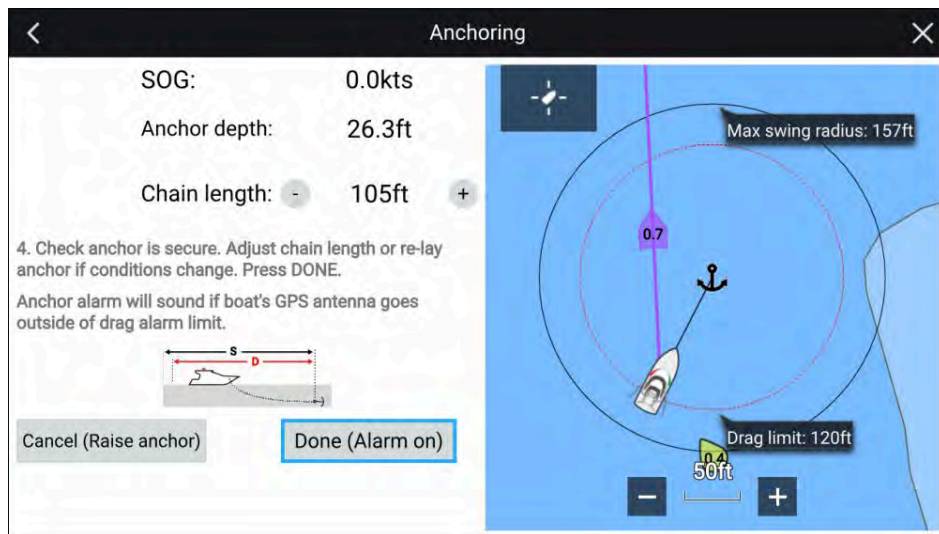 Anchoring
SOG: 0.0kts
Anchor depth: 26.3ft
Chain length: - 105ft +
4. Check anchor is secure. Adjust chain length or re-lay
anchor if conditions change. Press DONE.
Anchor alarm will sound if boat's GPS antenna goes
outside of drag alarm limit.
S
D
Cancel (Raise anchor)
Done (Alarm on)
Max swing radius: 157ft
0.7
Drag limit: 120ft
0.4
50ft
- +